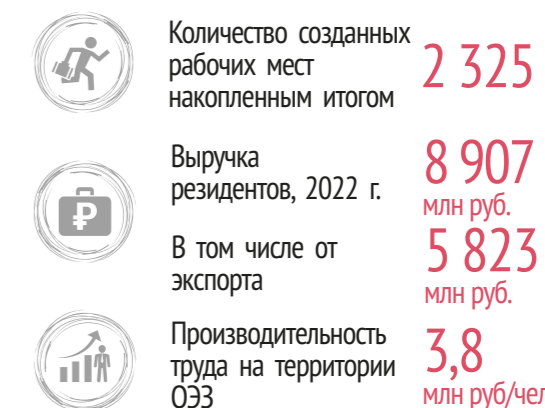 Количество созданных
рабочих мест
накопленным итогом
2 325
Выручка
резидентов, 2022 г.
8 907
млн руб.
В том числе от
экспорта
5 823
млн руб.
Производительность
труда на территории
ОЭЗ
3,8
млн руб/чел